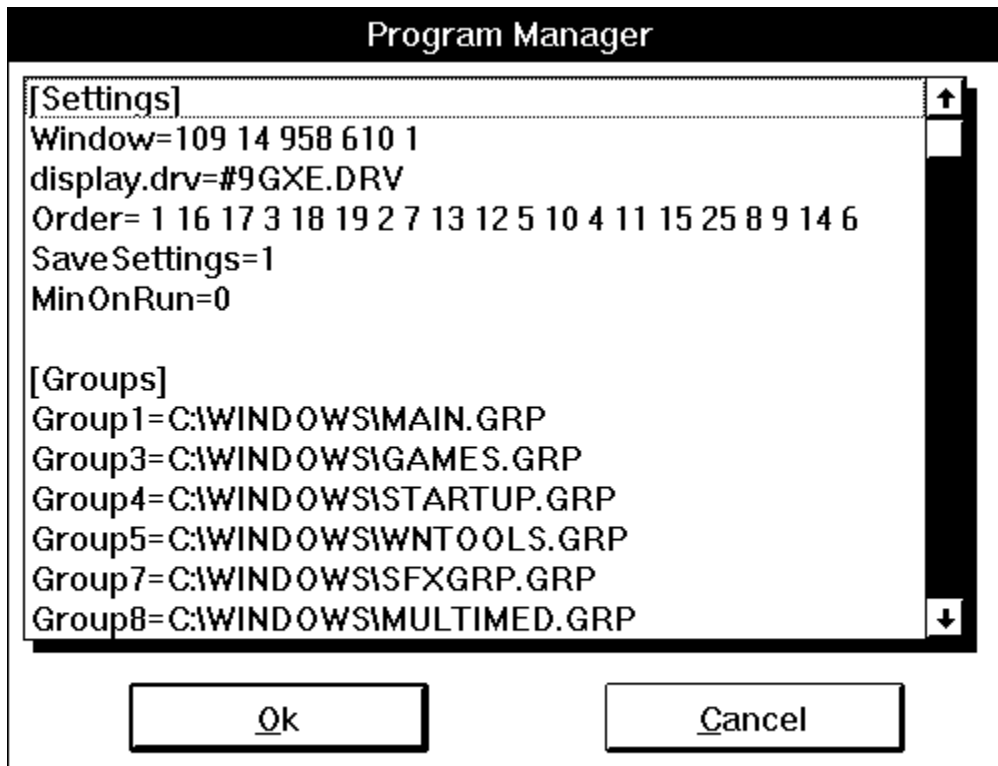 Program Manager
[Settings]
Window=109 14 958 610 1
display.drv=#9GXE.DRV
Order= 1 16 17 3 18 19 2 7 13 12 5 10 4 11 15 25 8 9 14 6
SaveSettings=1
MinOnRun=0
[Groups]
Group1=C:\WINDOWS\MAIN.GRP
Group3=C:\WINDOWS\GAMES.GRP
Group4=C:\WINDOWS\STARTUP.GRP
Group5=C:\WINDOWS\WNTOOLS.GRP
Group7=C:\WINDOWS\SFXGRP.GRP
Group8=C:\WINDOWS\MULTIMED.GRP
Ok
Cancel